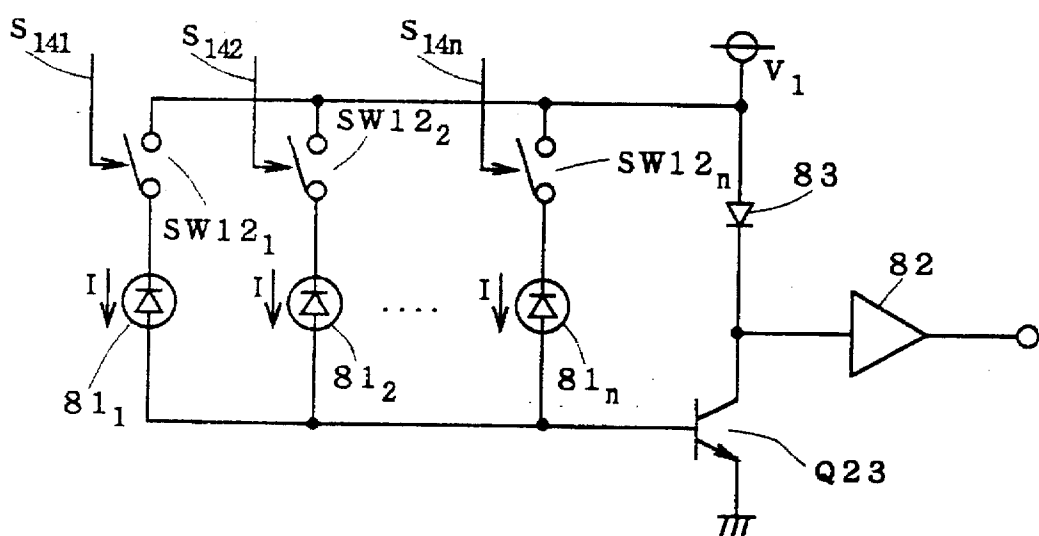 S141
S142
S14n
V1
SW122
SW12n
83
SW121
82
I
I
....
I
811
812
81n
Q23